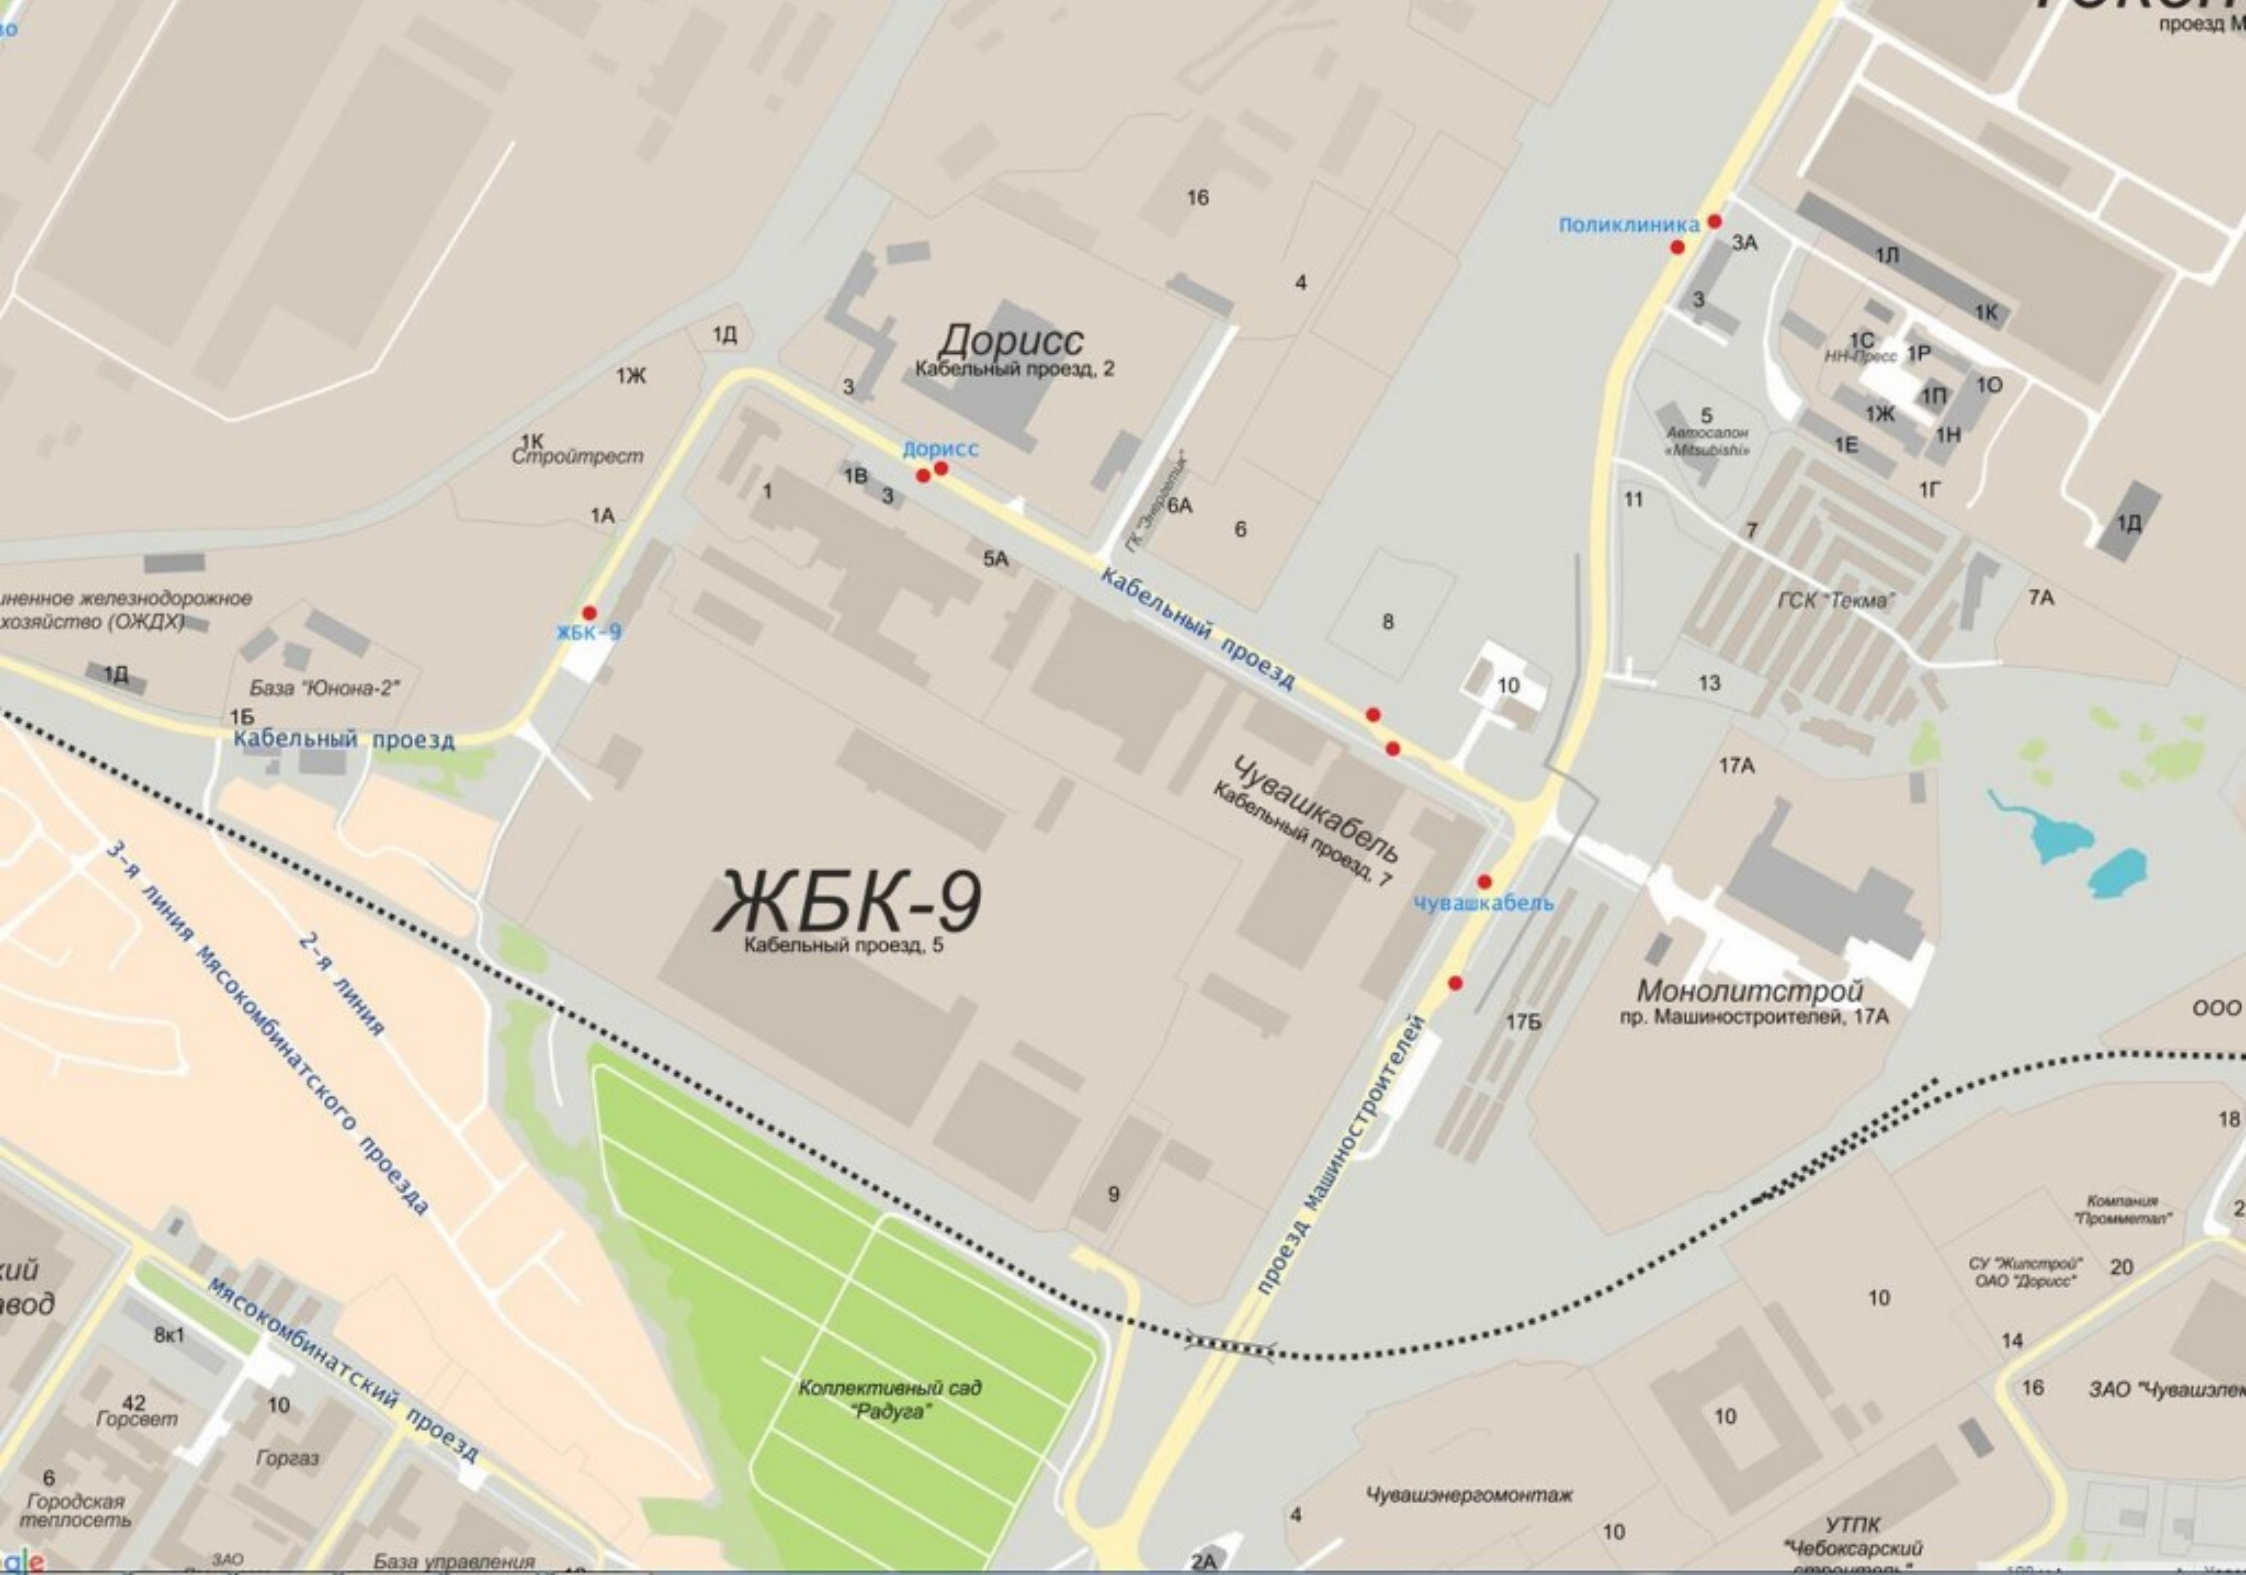 проезд М
Поликлиника
16
3А
1Л
4
3
1К
1Д
Дорисс
Кабельный проезд, 2
1С
НН-Пресс
1Р
1Ж
3
1П
1О
5
Автосалон
«Mitsubishi»
1Ж
1Н
1Е
1К
Стройтрест
Дорисс
1В
3
1
1Г
11
1А
ГК "Энергетик"
6А
6
7
1Д
5А
Кабельный проезд
железнодорожное
хозяйство (ОЖДХ)
ЖБК-9
8
ГСК "Текма"
7А
1Д
База "Юнона-2"
10
13
1Б
Кабельный проезд
17А
Чувашкабель
Кабельный проезд, 7
3-я линия мясокомбинатского проезда
2-я линия
ЖБК-9
Кабельный проезд, 5
Чувашкабель
Монолитстрой
пр. Машиностроителей, 17А
17Б
ООО
проезд машиностроителей
18
9
Компания
"Промметал"
2
СУ "Жилстрой"
ОАО "Дорисс"
20
мясокомбинатский проезд
10
8к1
14
Коллективный сад
"Радуга"
16
42
Горсвет
10
10
Горгаз
6
Городская
теплосеть
Чувашэнергомонтаж
4
10
УТПК
"Чебоксарский
строитель"
ЗАО
База управления
2А